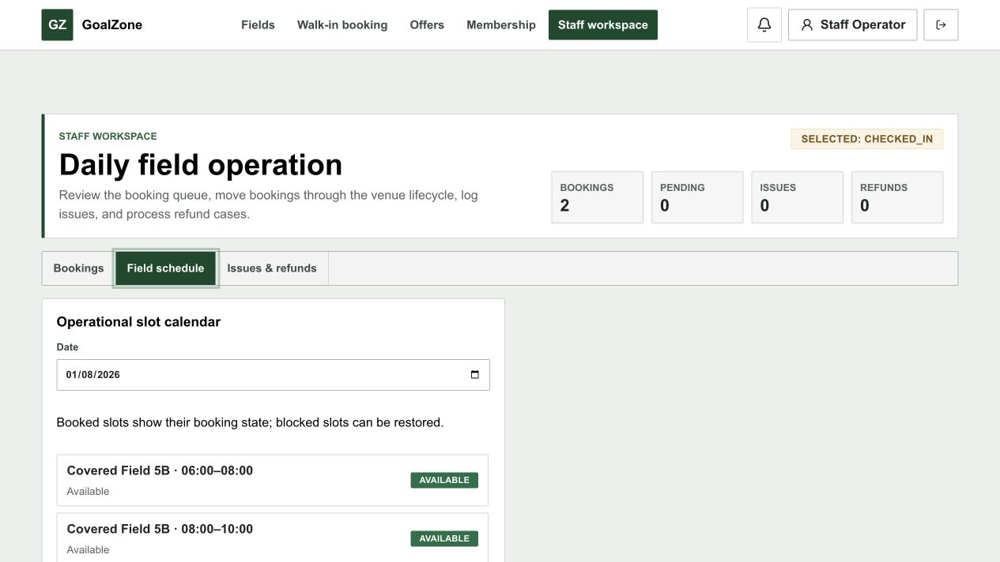 GZ
GoalZone
Fields
Walk-in booking
Offers
Membership
Staff workspace
Staff Operator
STAFF WORKSPACE
Daily field operation
Review the booking queue, move bookings through the venue lifecycle, log
issues, and process refund cases.
SELECTED: CHECKED_IN
BOOKINGS
2
PENDING
0
ISSUES
0
REFUNDS
0
Bookings
Field schedule
Issues & refunds
Operational slot calendar
Date
01/08/2026
Booked slots show their booking state; blocked slots can be restored.
Covered Field 5B · 06:00–08:00
Available
AVAILABLE
Covered Field 5B · 08:00–10:00
Available
AVAILABLE